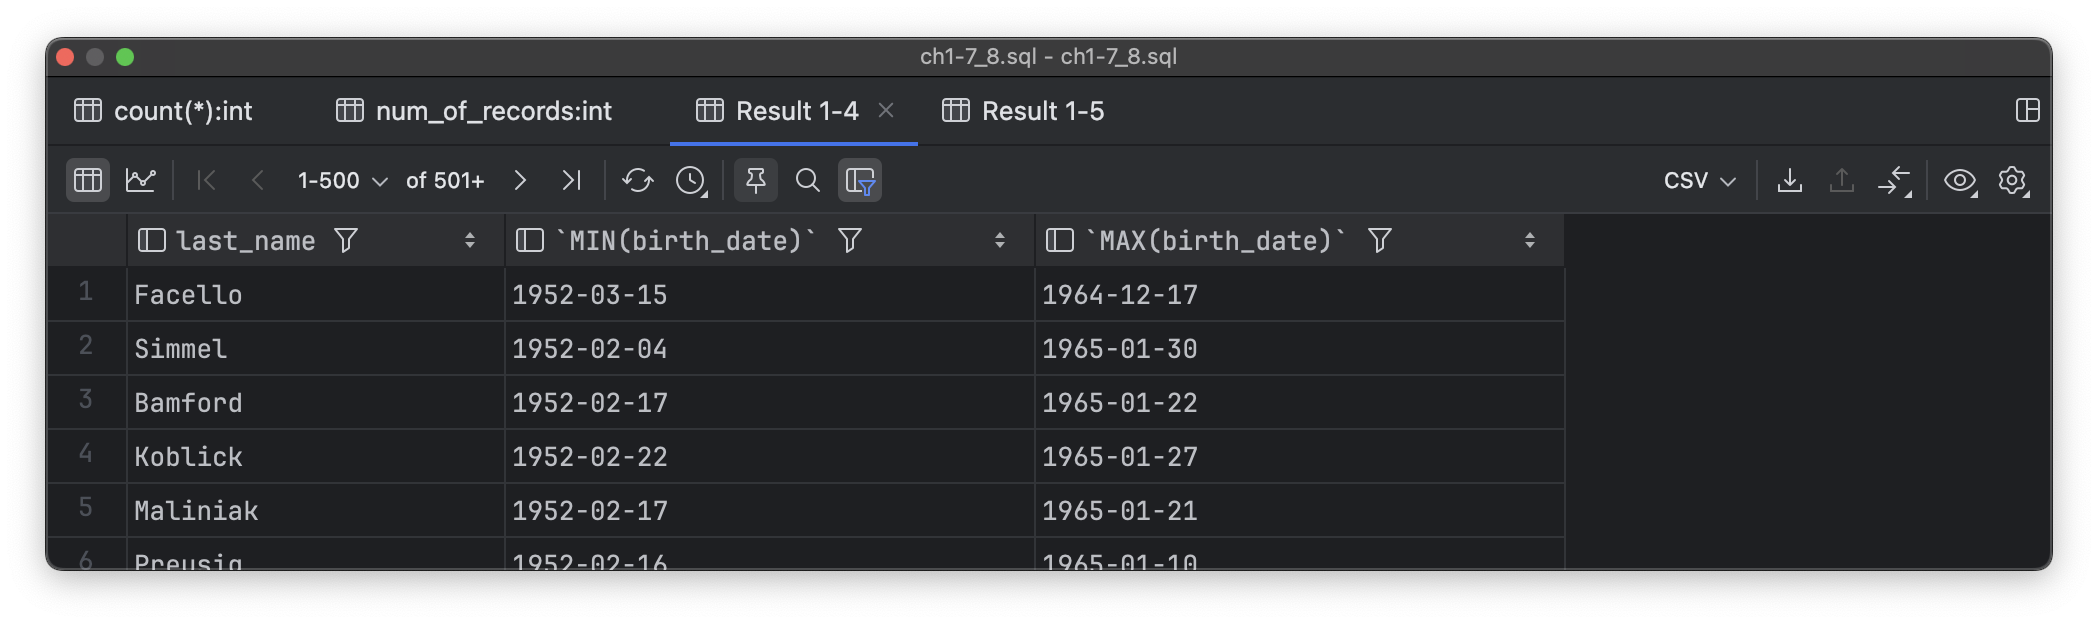 ch1-7_8.sql - ch1-7_8.sql
count(*):int num_of_records:int Result 1-4 Result 1-5
1-500 of 501+ CSV
last_name `MIN(birth_date)` `MAX(birth_date)`
1 Facello 1952-03-15 1964-12-17
2 Simmel 1952-02-04 1965-01-30
3 Bamford 1952-02-17 1965-01-22
4 Koblick 1952-02-22 1965-01-27
5 Maliniak 1952-02-17 1965-01-21
6 Preusig 1952-02-16 1965-01-10